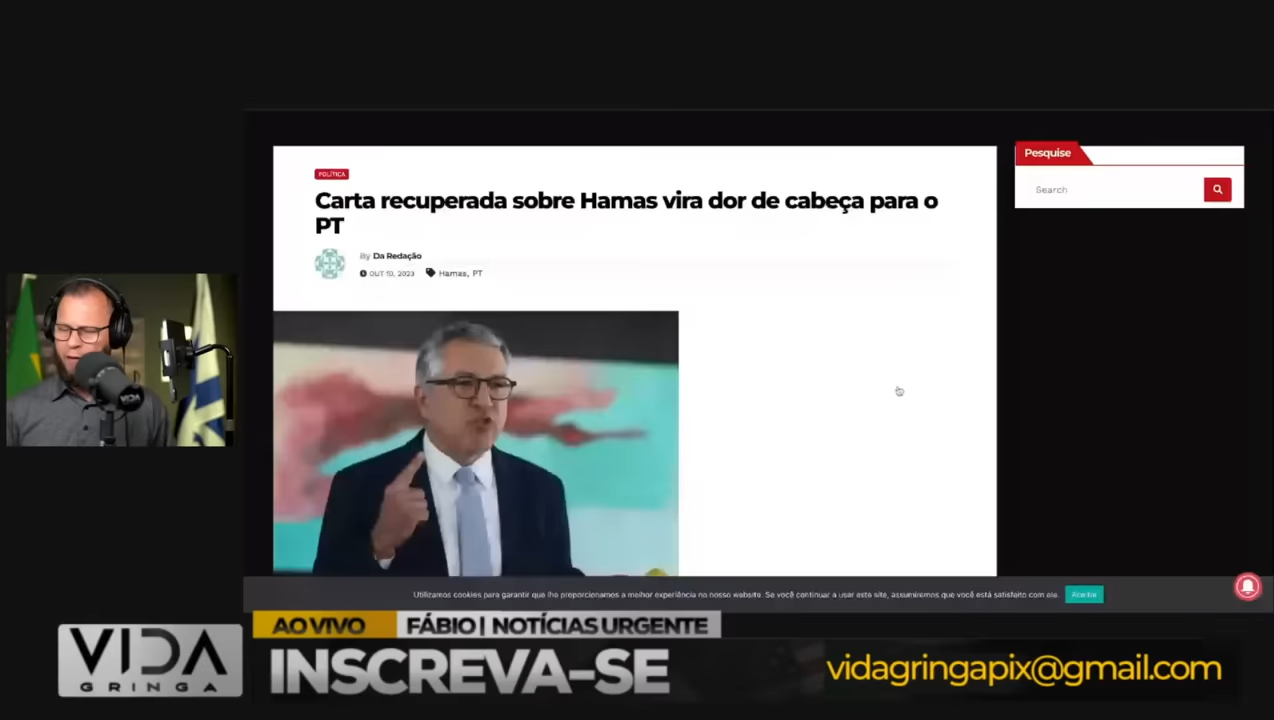 POLÍTICA
Carta recuperada sobre Hamas vira dor de cabeça para o
PT
By Da Redação
OUT 10, 2023 Hamas, PT
Pesquise
Search
Utilizamos cookies para garantir que lhe proporcionamos a melhor experiência no nosso website. Se você continuar a usar este site, assumiremos que você está satisfeito com ele.
Aceitar
AO VIVO
FÁBIO | NOTÍCIAS URGENTE
VIDA
GRINGA
INSCREVA-SE
vidagringapix@gmail.com